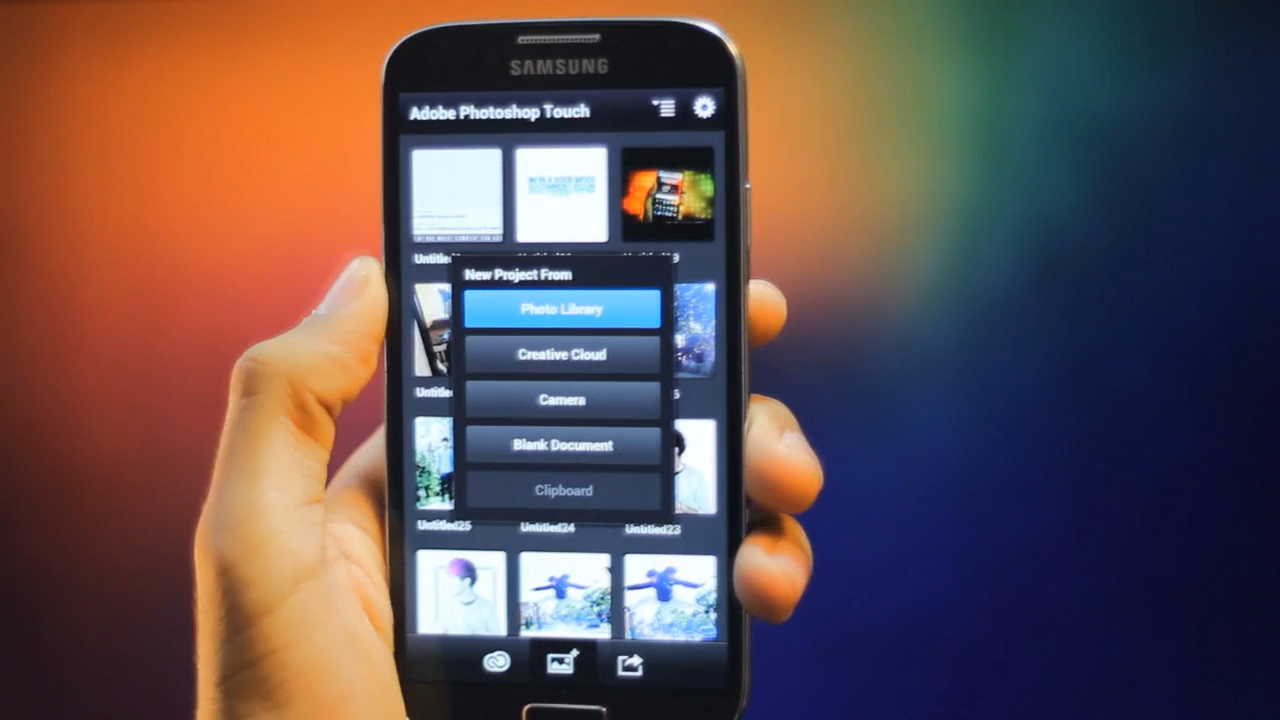 SAMSUNG
Adobe Photoshop Touch
New Project From
Photo Library
Creative Cloud
Camera
Blank Document
Clipboard
Untitled25 Untitled24 Untitled23